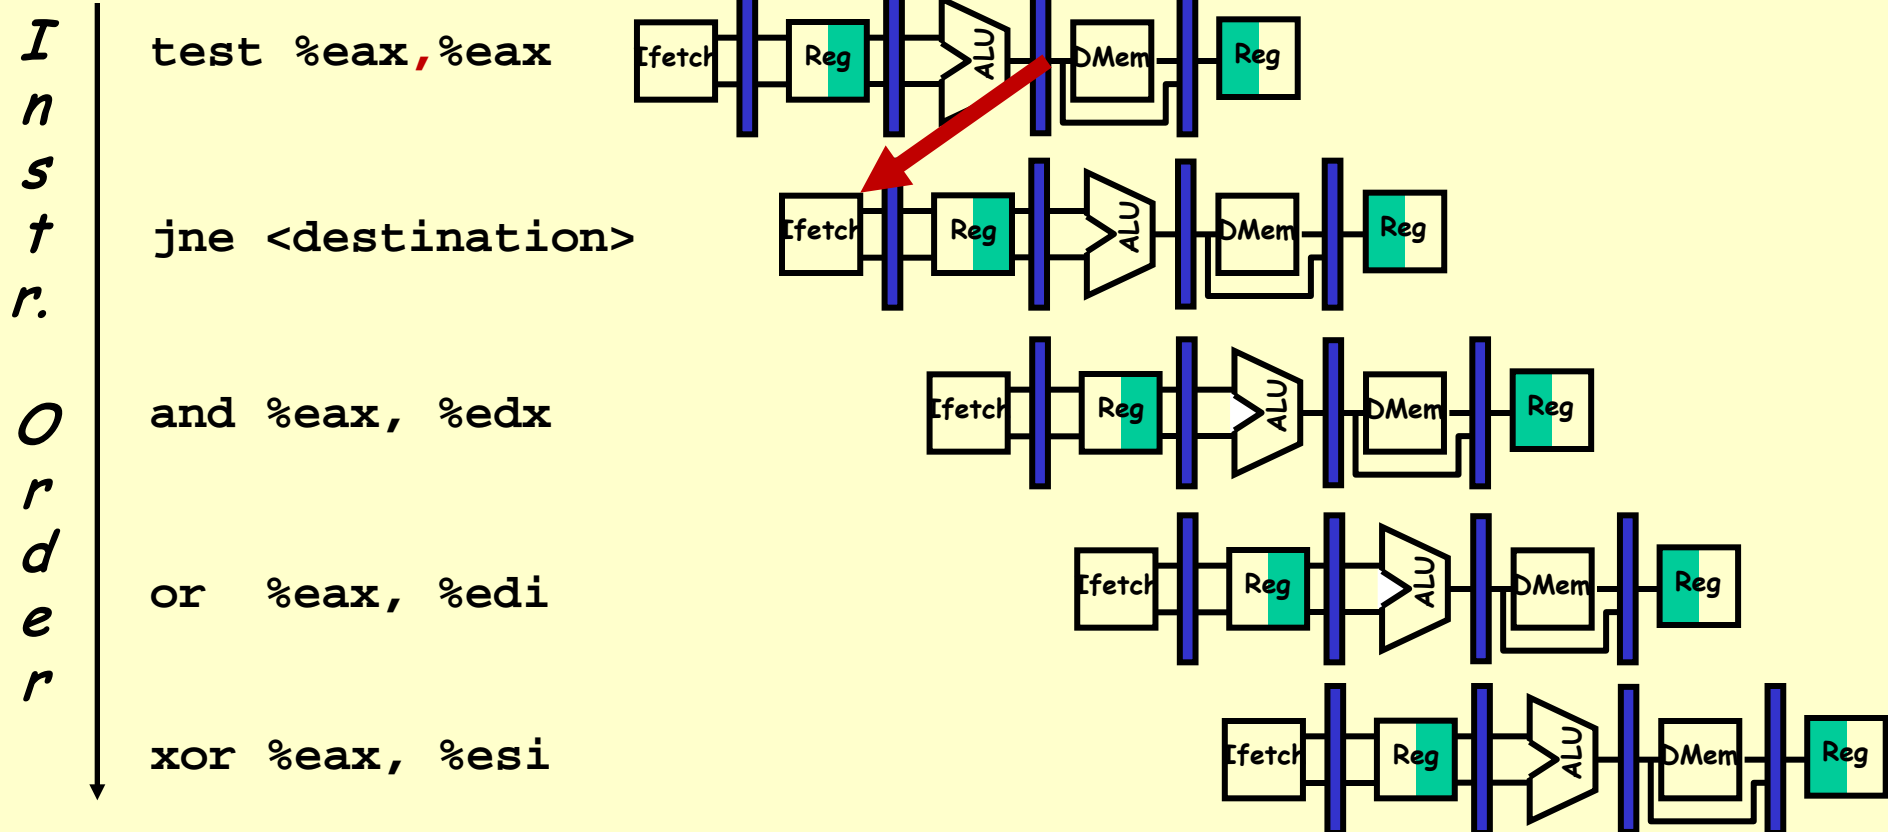 Instr. Order
test %eax,%eax
Ifetch Reg ALU DMem Reg
jne <destination>
Ifetch Reg ALU DMem Reg
and %eax, %edx
Ifetch Reg ALU DMem Reg
or %eax, %edi
Ifetch Reg ALU DMem Reg
xor %eax, %esi
Ifetch Reg ALU DMem Reg